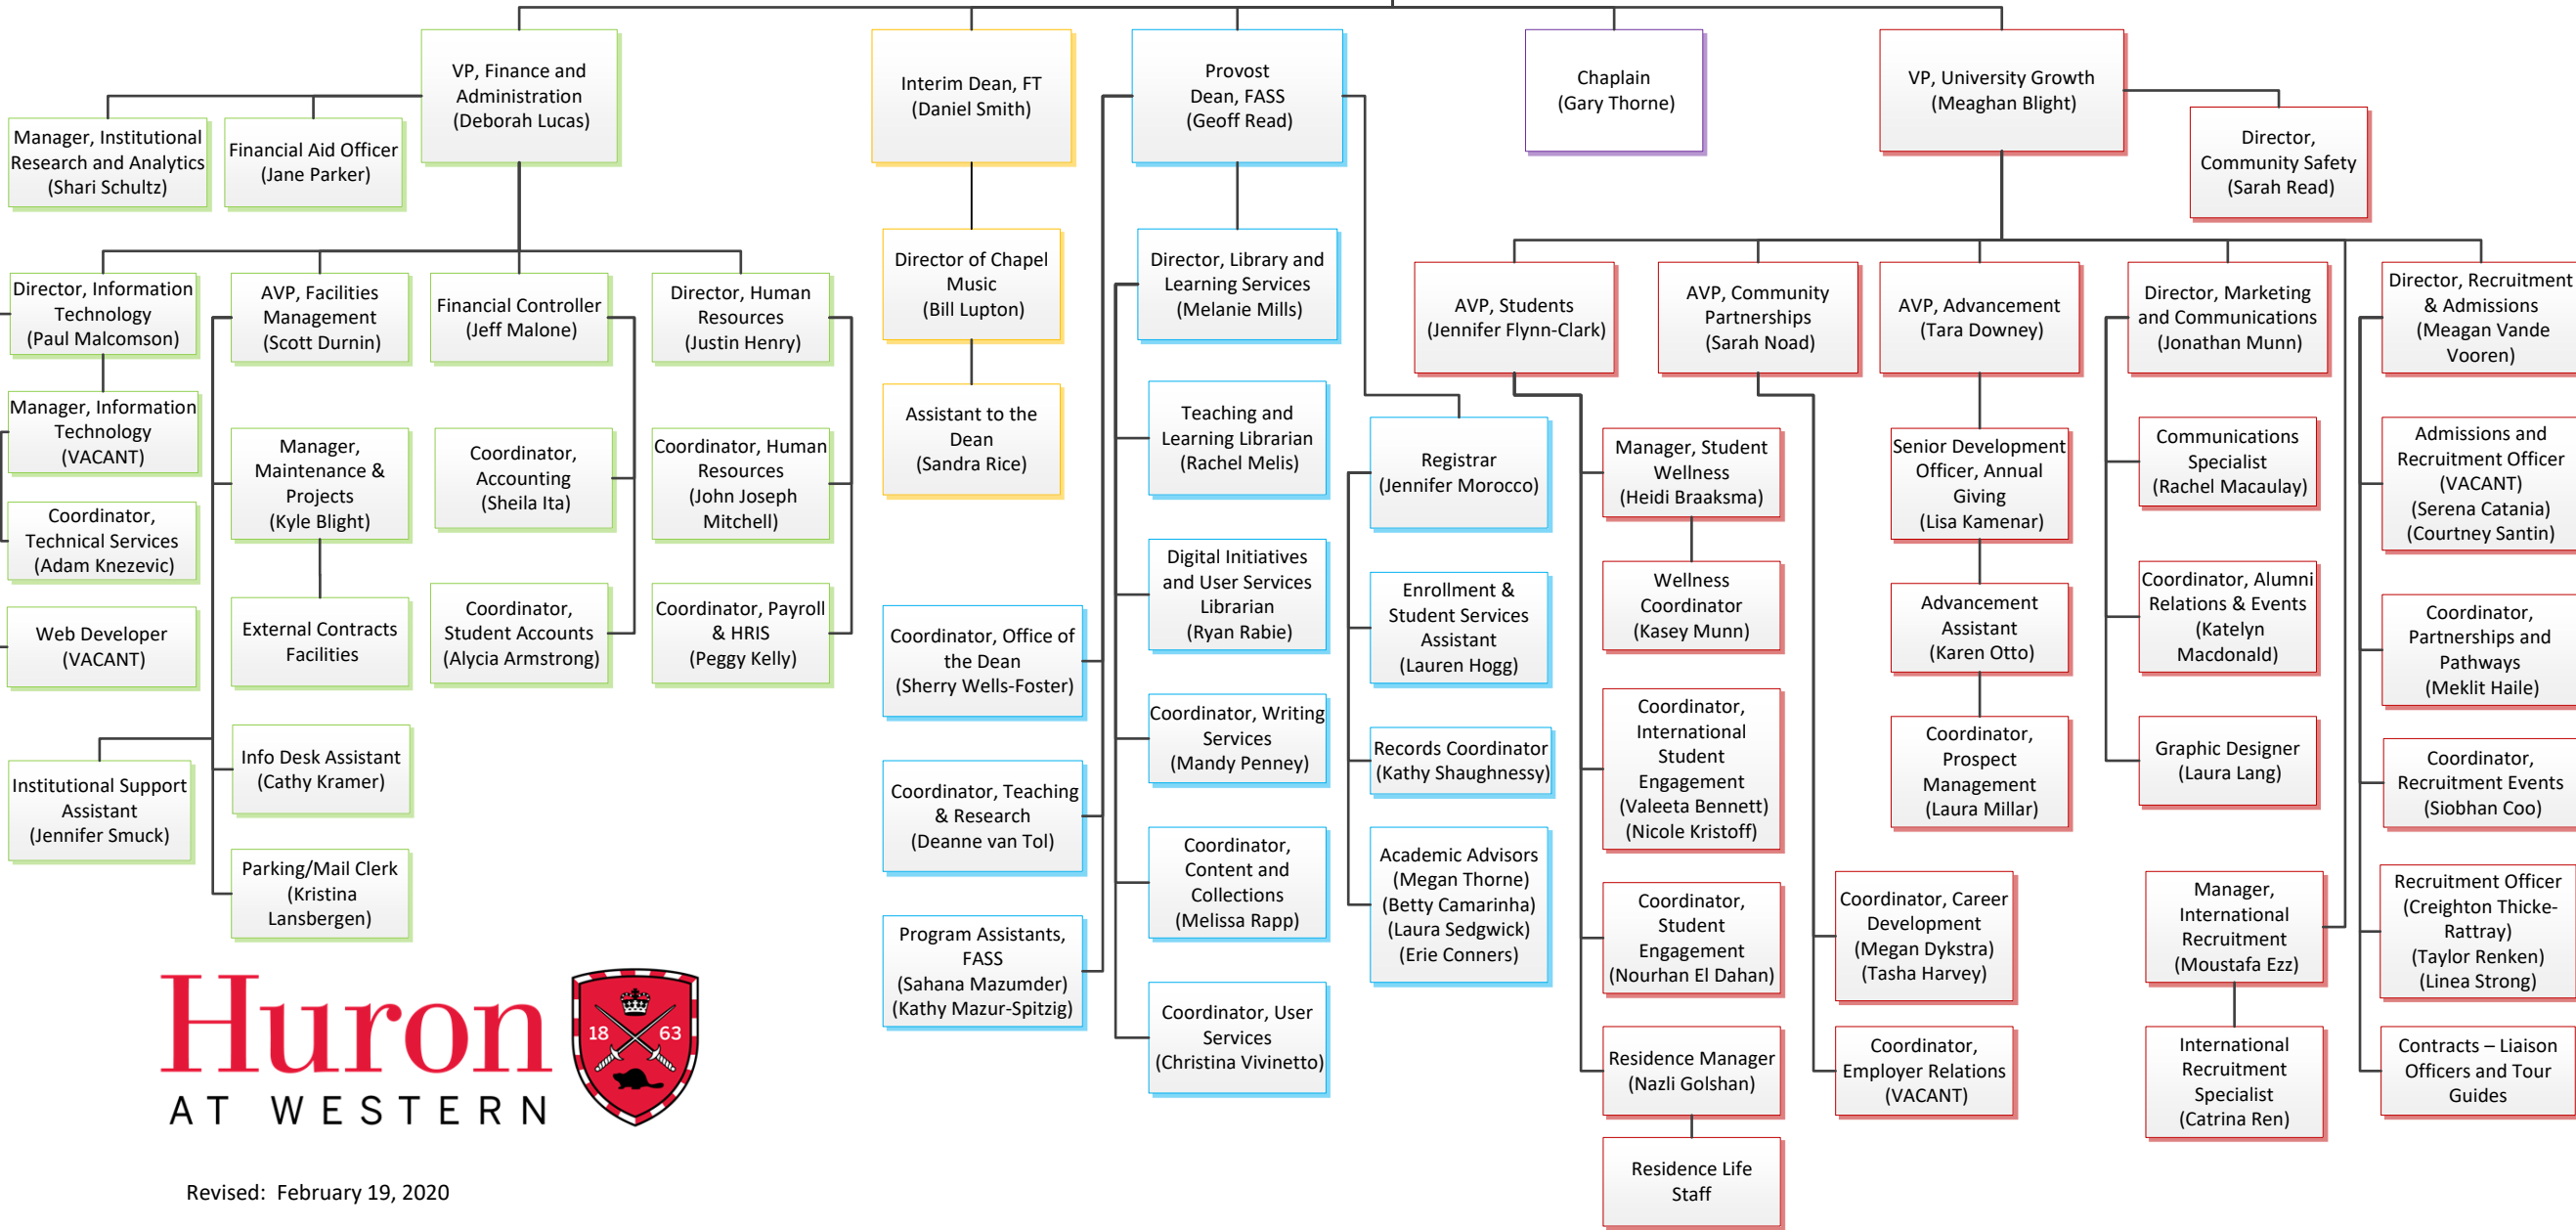 VP, Finance and
Administration
(Deborah Lucas)
Manager, Institutional
Research and Analytics
(Shari Schultz)
Financial Aid Officer
(Jane Parker)
Director, Information
Technology
(Paul Malcomson)
Manager, Information
Technology
(VACANT)
Coordinator,
Technical Services
(Adam Knezevic)
Web Developer
(VACANT)
AVP, Facilities
Management
(Scott Durnin)
Manager,
Maintenance &
Projects
(Kyle Blight)
External Contracts
Facilities
Institutional Support
Assistant
(Jennifer Smuck)
Info Desk Assistant
(Cathy Kramer)
Parking/Mail Clerk
(Kristina
Lansbergen)
Financial Controller
(Jeff Malone)
Coordinator,
Accounting
(Sheila Ita)
Coordinator,
Student Accounts
(Alycia Armstrong)
Director, Human
Resources
(Justin Henry)
Coordinator, Human
Resources
(John Joseph
Mitchell)
Coordinator, Payroll
& HRIS
(Peggy Kelly)
Interim Dean, FT
(Daniel Smith)
Director of Chapel
Music
(Bill Lupton)
Assistant to the
Dean
(Sandra Rice)
Provost
Dean, FASS
(Geoff Read)
Coordinator, Office of
the Dean
(Sherry Wells-Foster)
Coordinator, Teaching
& Research
(Deanne van Tol)
Program Assistants,
FASS
(Sahana Mazumder)
(Kathy Mazur-Spitzig)
Director, Library and
Learning Services
(Melanie Mills)
Teaching and
Learning Librarian
(Rachel Melis)
Digital Initiatives
and User Services
Librarian
(Ryan Rabie)
Coordinator, Writing
Services
(Mandy Penney)
Coordinator,
Content and
Collections
(Melissa Rapp)
Coordinator, User
Services
(Christina Vivinetto)
Registrar
(Jennifer Morocco)
Enrollment &
Student Services
Assistant
(Lauren Hogg)
Records Coordinator
(Kathy Shaughnessy)
Academic Advisors
(Megan Thorne)
(Betty Camarinha)
(Laura Sedgwick)
(Erie Conners)
Chaplain
(Gary Thorne)
VP, University Growth
(Meaghan Blight)
Director,
Community Safety
(Sarah Read)
AVP, Students
(Jennifer Flynn-Clark)
Manager, Student
Wellness
(Heidi Braaksma)
Wellness
Coordinator
(Kasey Munn)
Coordinator,
International
Student
Engagement
(Valeeta Bennett)
(Nicole Kristoff)
Coordinator,
Student
Engagement
(Nourhan El Dahan)
Residence Manager
(Nazli Golshan)
Residence Life
Staff
AVP, Community
Partnerships
(Sarah Noad)
Coordinator, Career
Development
(Megan Dykstra)
(Tasha Harvey)
Coordinator,
Employer Relations
(VACANT)
AVP, Advancement
(Tara Downey)
Senior Development
Officer, Annual
Giving
(Lisa Kamenar)
Advancement
Assistant
(Karen Otto)
Coordinator,
Prospect
Management
(Laura Millar)
Director, Marketing
and Communications
(Jonathan Munn)
Communications
Specialist
(Rachel Macaulay)
Coordinator, Alumni
Relations & Events
(Katelyn
Macdonald)
Graphic Designer
(Laura Lang)
Manager,
International
Recruitment
(Moustafa Ezz)
International
Recruitment
Specialist
(Catrina Ren)
Director, Recruitment
& Admissions
(Meagan Vande
Vooren)
Admissions and
Recruitment Officer
(VACANT)
(Serena Catania)
(Courtney Santin)
Coordinator,
Partnerships and
Pathways
(Meklit Haile)
Coordinator,
Recruitment Events
(Siobhan Coo)
Recruitment Officer
(Creighton Thicke-
Rattray)
(Taylor Renken)
(Linea Strong)
Contracts – Liaison
Officers and Tour
Guides
Huron
AT WESTERN
18 63
Revised: February 19, 2020